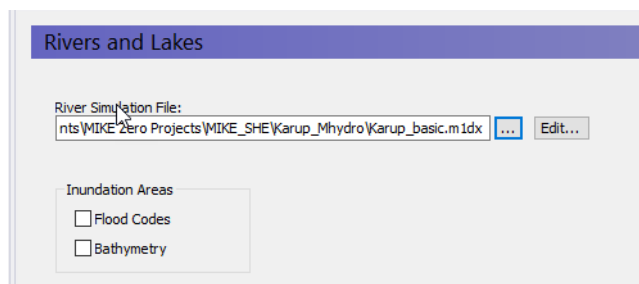 Rivers and Lakes
River Simulation File:
nts\MIKE Zero Projects\MIKE_SHE\Karup_Mhydro\Karup_basic.m1dx
...
Edit...
Inundation Areas
Flood Codes
Bathymetry